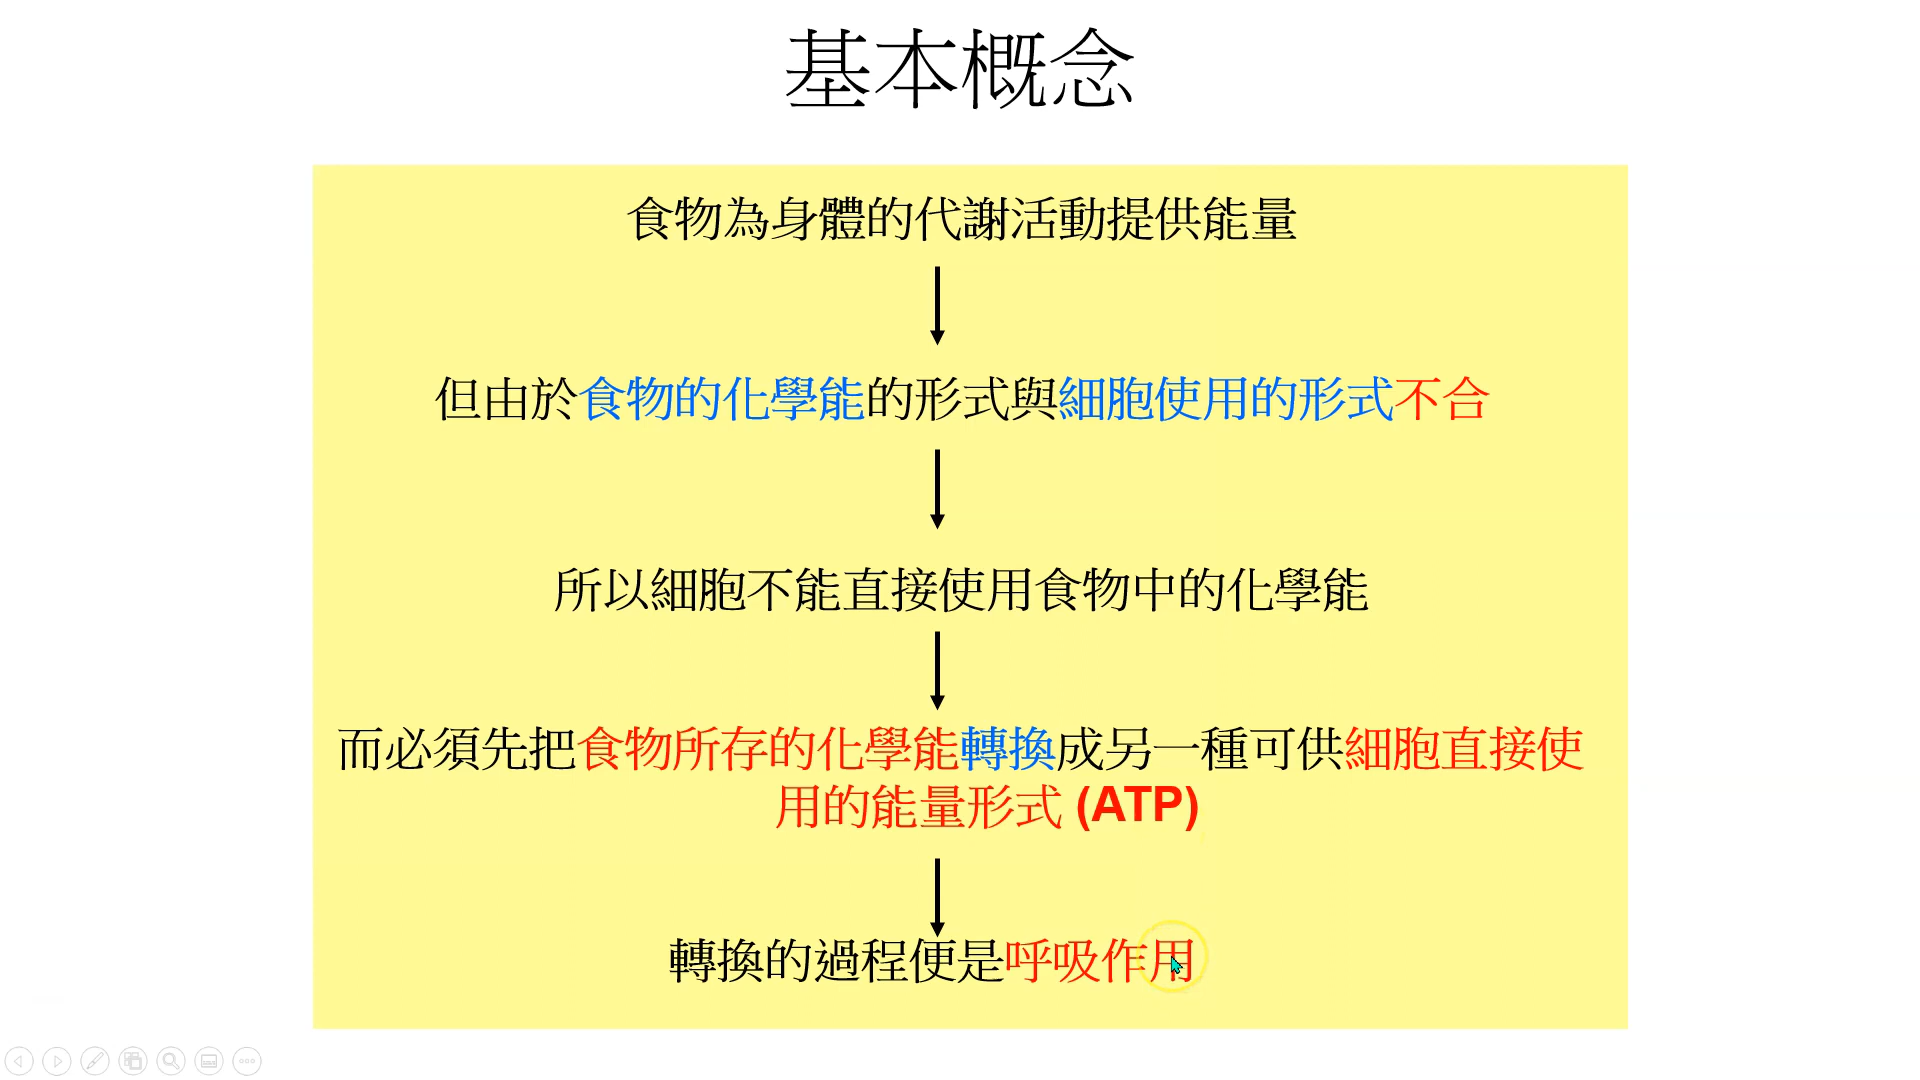 基本概念
食物為身體的代謝活動提供能量
但由於食物的化學能的形式與細胞使用的形式不合
所以細胞不能直接使用食物中的化學能
而必須先把食物所存的化學能轉換成另一種可供細胞直接使
用的能量形式 (ATP)
轉換的過程便是呼吸作用